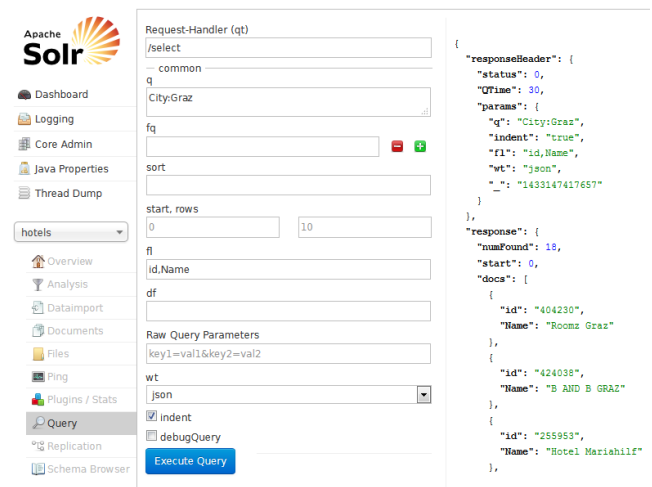 Apache
Solr
Dashboard
Logging
Core Admin
Java Properties
Thread Dump
hotels
Overview
Analysis
Dataimport
Documents
Files
Ping
Plugins / Stats
Query
Replication
Schema Browser
Request-Handler (qt)
/select
common
q
City:Graz
fq
sort
start, rows
0 10
fl
id,Name
df
Raw Query Parameters
key1=val1&key2=val2
wt
json
indent
debugQuery
Execute Query
{
"responseHeader": {
"status": 0,
"QTime": 30,
"params": {
"q": "City:Graz",
"indent": "true",
"fl": "id,Name",
"wt": "json",
"_": "1433147417657"
}
},
"response": {
"numFound": 18,
"start": 0,
"docs": [
{
"id": "404230",
"Name": "Roomz Graz"
},
{
"id": "424038",
"Name": "B AND B GRAZ"
},
{
"id": "255953",
"Name": "Hotel Mariahilf"
},